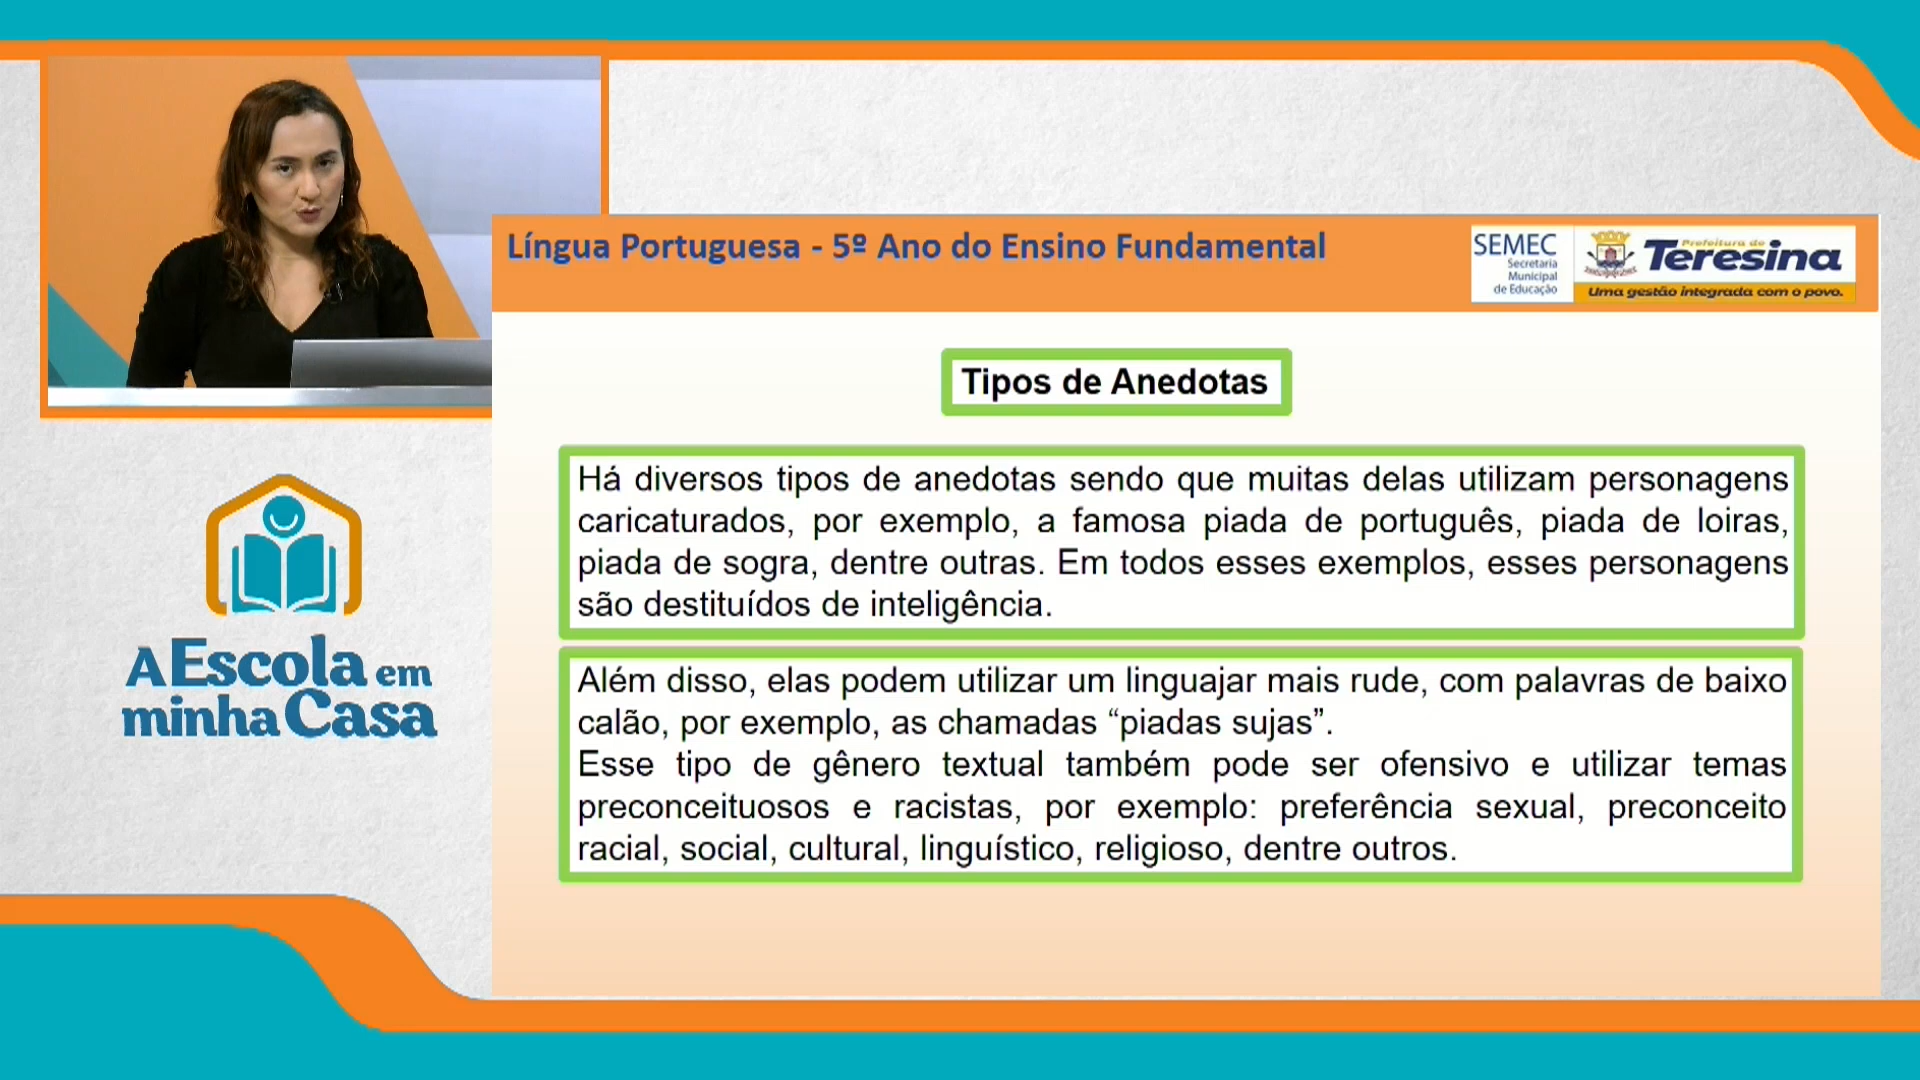 Língua Portuguesa - 5º Ano do Ensino Fundamental
SEMEC
Secretaria
Municipal
de Educação
Prefeitura de
Teresina
Uma gestão integrada com o povo.
Tipos de Anedotas
Há diversos tipos de anedotas sendo que muitas delas utilizam personagens
caricaturados, por exemplo, a famosa piada de português, piada de loiras,
piada de sogra, dentre outras. Em todos esses exemplos, esses personagens
são destituídos de inteligência.
Além disso, elas podem utilizar um linguajar mais rude, com palavras de baixo
calão, por exemplo, as chamadas “piadas sujas”.
Esse tipo de gênero textual também pode ser ofensivo e utilizar temas
preconceituosos e racistas, por exemplo: preferência sexual, preconceito
racial, social, cultural, linguístico, religioso, dentre outros.
A Escola em
minha Casa